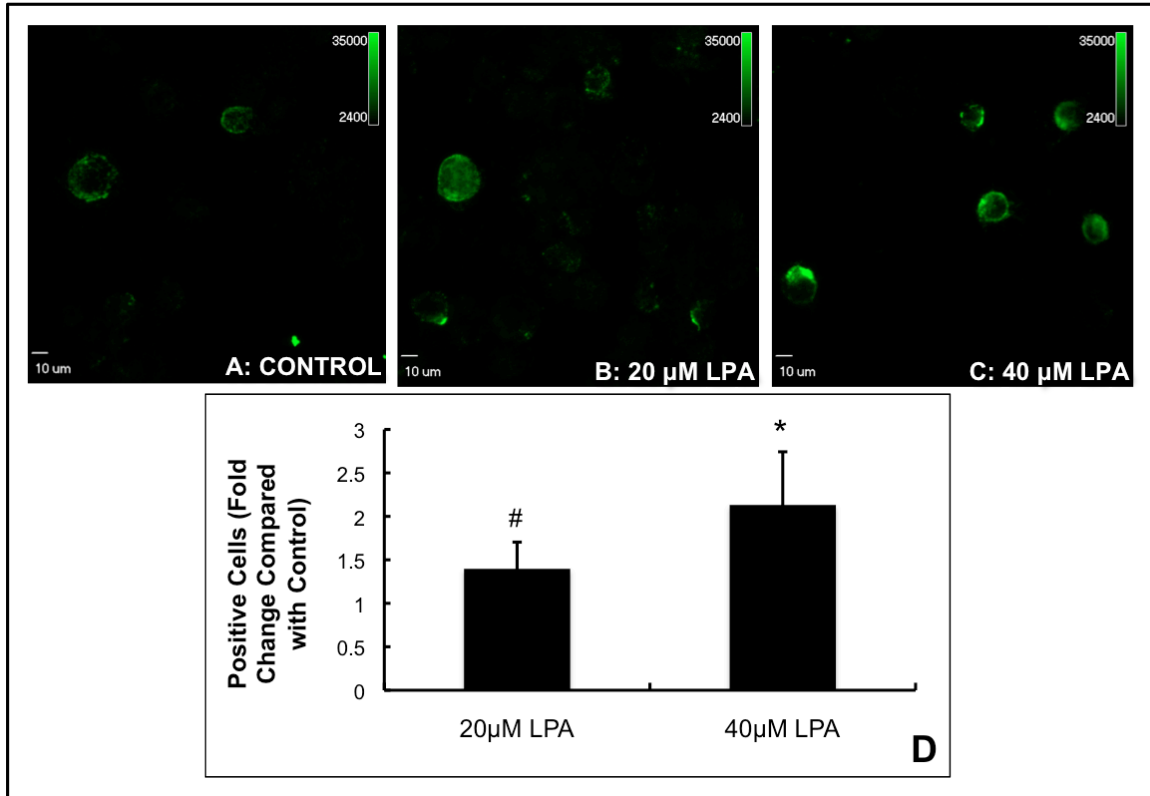 35000
2400
10 um
A: CONTROL
35000
2400
10 um
B: 20 µM LPA
35000
2400
10 um
C: 40 µM LPA
Positive Cells (Fold
Change Compared
with Control)
3
2.5
2
1.5
1
0.5
0
#
*
20µM LPA
40µM LPA
D